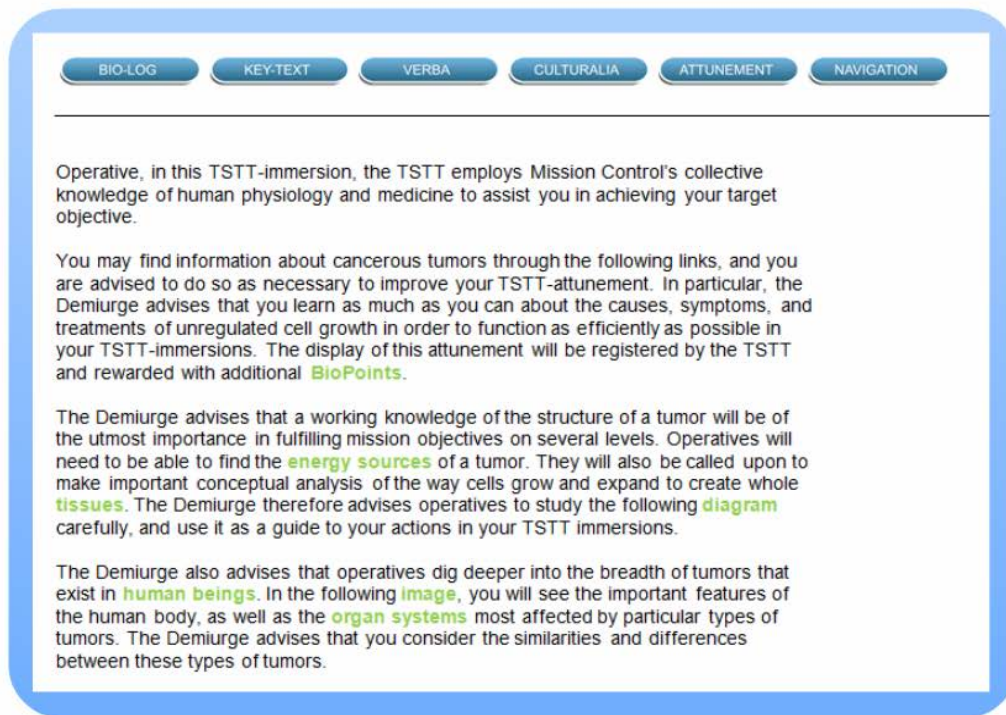 BIO-LOG KEY-TEXT VERBA CULTURALIA ATTUNEMENT NAVIGATION
Operative, in this TSTT-immersion, the TSTT employs Mission Control's collective
knowledge of human physiology and medicine to assist you in achieving your target
objective.
You may find information about cancerous tumors through the following links, and you
are advised to do so as necessary to improve your TSTT-attunement. In particular, the
Demiurge advises that you learn as much as you can about the causes, symptoms, and
treatments of unregulated cell growth in order to function as efficiently as possible in
your TSTT-immersions. The display of this attunement will be registered by the TSTT
and rewarded with additional BioPoints.
The Demiurge advises that a working knowledge of the structure of a tumor will be of
the utmost importance in fulfilling mission objectives on several levels. Operatives will
need to be able to find the energy sources of a tumor. They will also be called upon to
make important conceptual analysis of the way cells grow and expand to create whole
tissues. The Demiurge therefore advises operatives to study the following diagram
carefully, and use it as a guide to your actions in your TSTT immersions.
The Demiurge also advises that operatives dig deeper into the breadth of tumors that
exist in human beings. In the following image, you will see the important features of
the human body, as well as the organ systems most affected by particular types of
tumors. The Demiurge advises that you consider the similarities and differences
between these types of tumors.